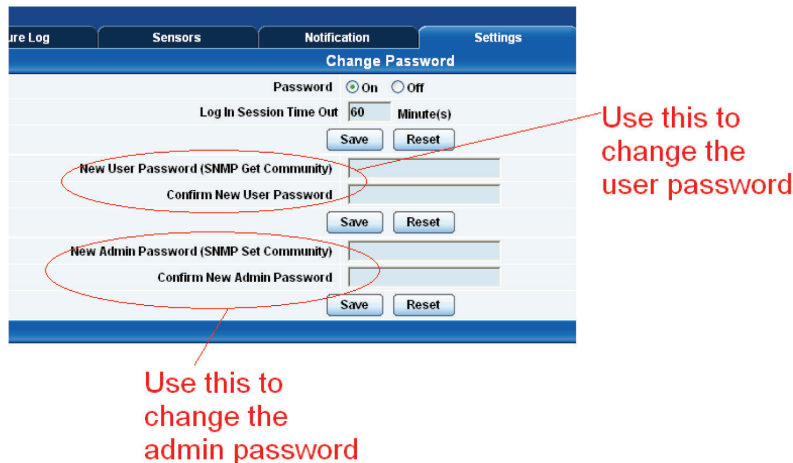 ure Log Sensors Notification Settings
Change Password
Password On Off
Log In Session Time Out 60 Minute(s)
Save Reset
New User Password (SNMP Get Community)
Confirm New User Password
Save Reset
New Admin Password (SNMP Set Community)
Confirm New Admin Password
Save Reset
Use this to
change the
user password
Use this to
change the
admin password